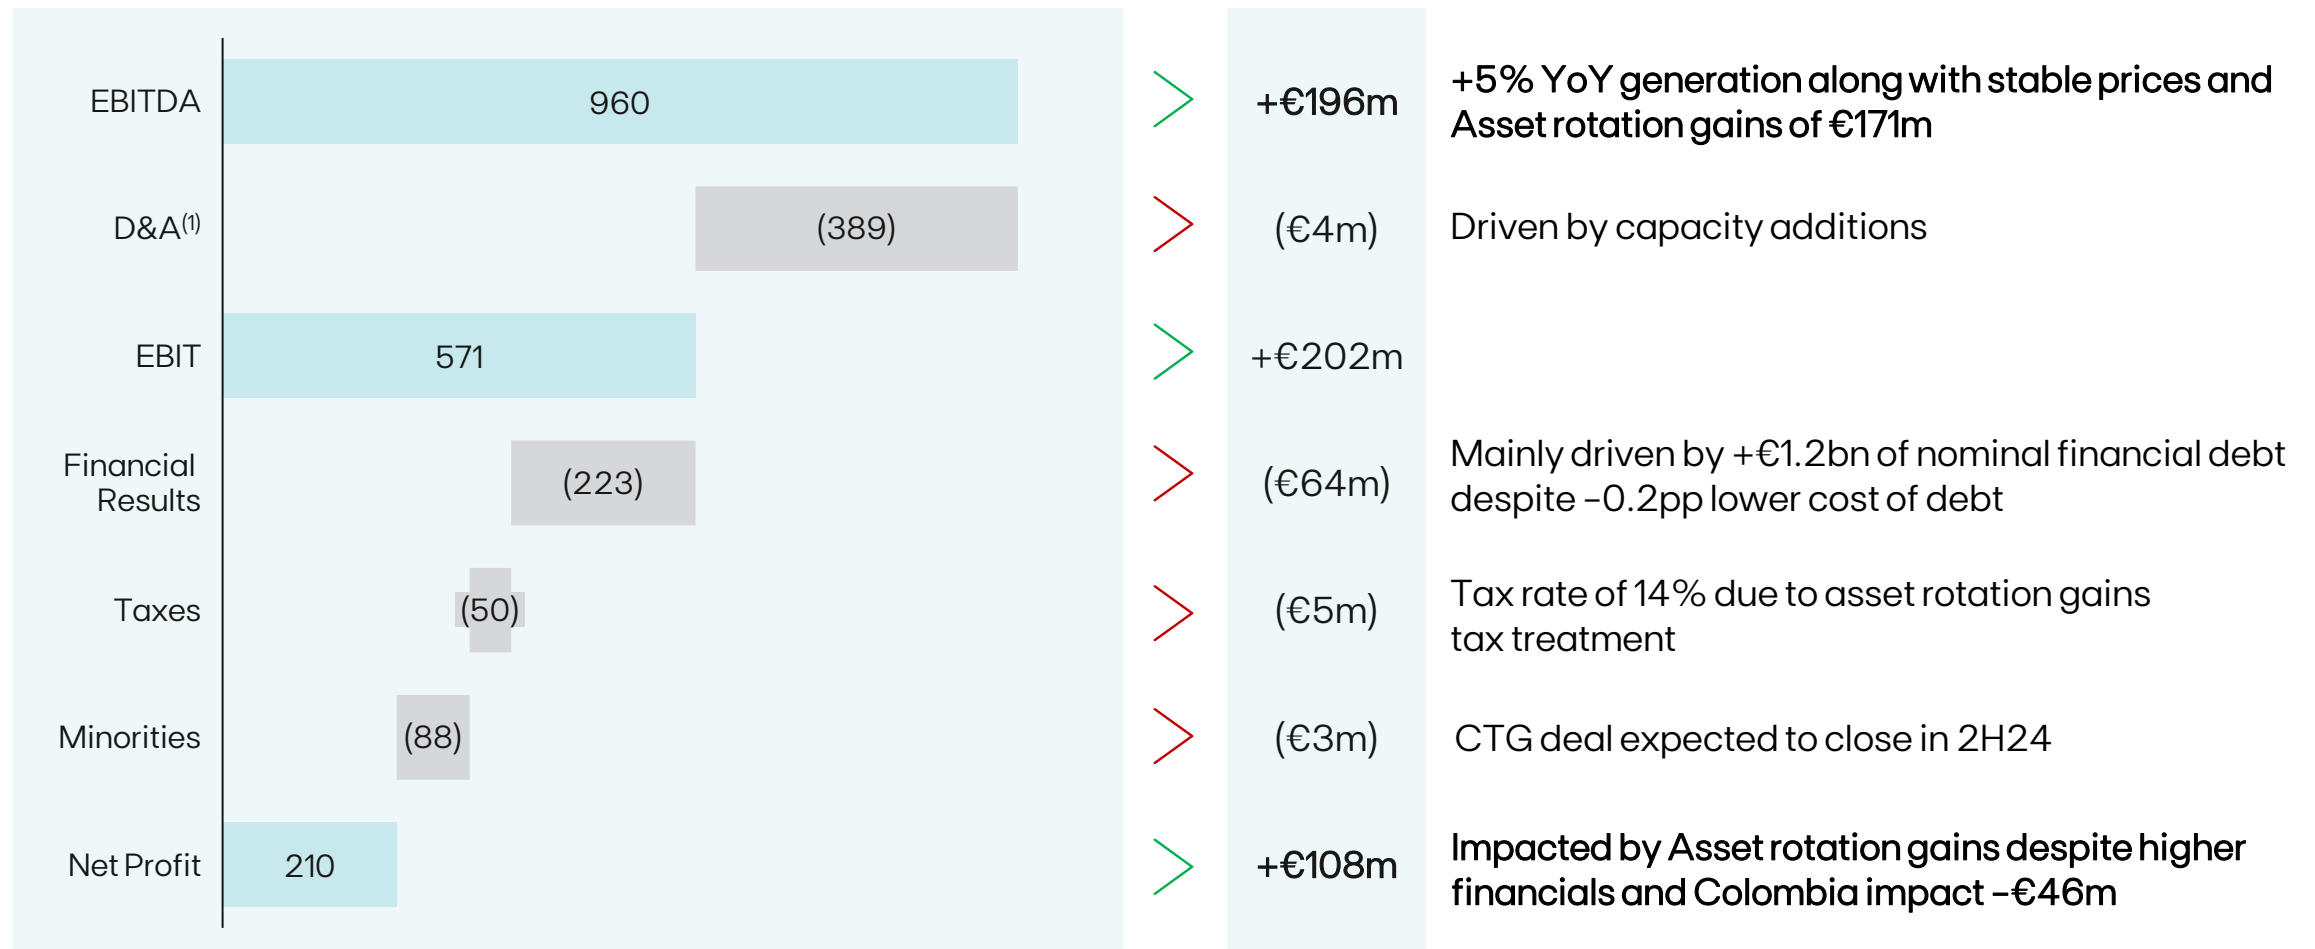 EBITDA
960
+€196m
+5% YoY generation along with stable prices and
Asset rotation gains of €171m
D&A(1)
(389)
(€4m)
Driven by capacity additions
EBIT
571
+€202m
Financial
Results
(223)
(€64m)
Mainly driven by +€1.2bn of nominal financial debt
despite -0.2pp lower cost of debt
Taxes
(50)
(€5m)
Tax rate of 14% due to asset rotation gains
tax treatment
Minorities
(88)
(€3m)
CTG deal expected to close in 2H24
Net Profit
210
+€108m
Impacted by Asset rotation gains despite higher
financials and Colombia impact -€46m